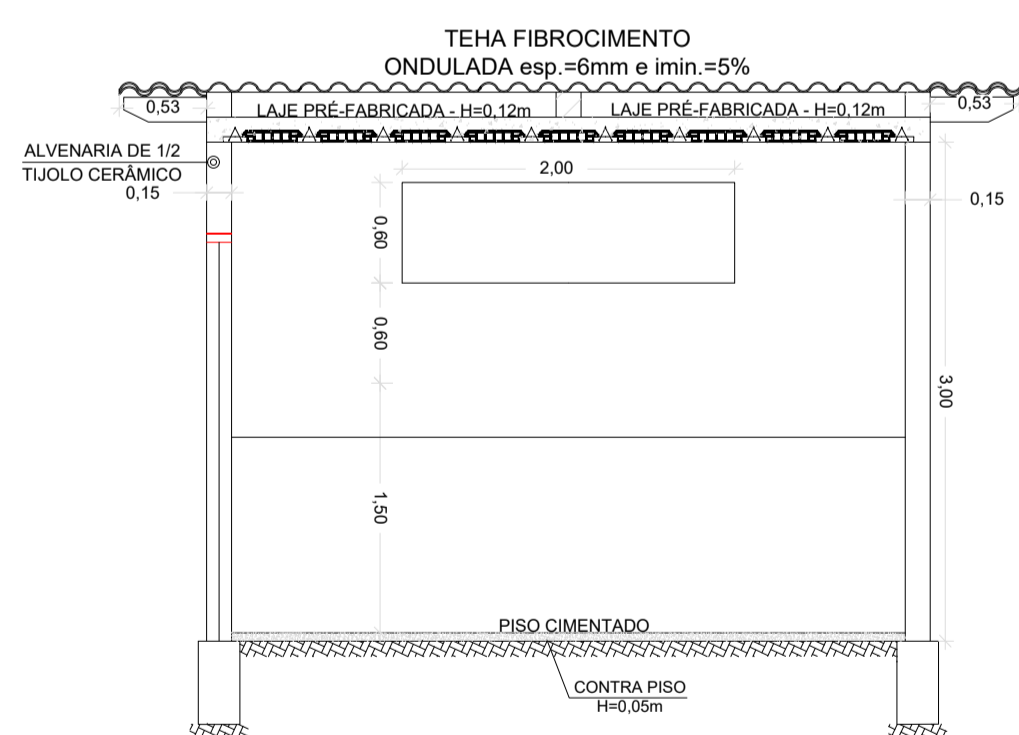 TEHA FIBROCIMENTO
ONDULADA esp.=6mm e imin.=5%
0,53
LAJE PRÉ-FABRICADA - H=0,12m
LAJE PRÉ-FABRICADA - H=0,12m
0,53
ALVENARIA DE 1/2
TIJOLO CERÂMICO
0,15
2,00
0,15
0,60
0,60
3,00
1,50
PISO CIMENTADO
CONTRA PISO
H=0,05m